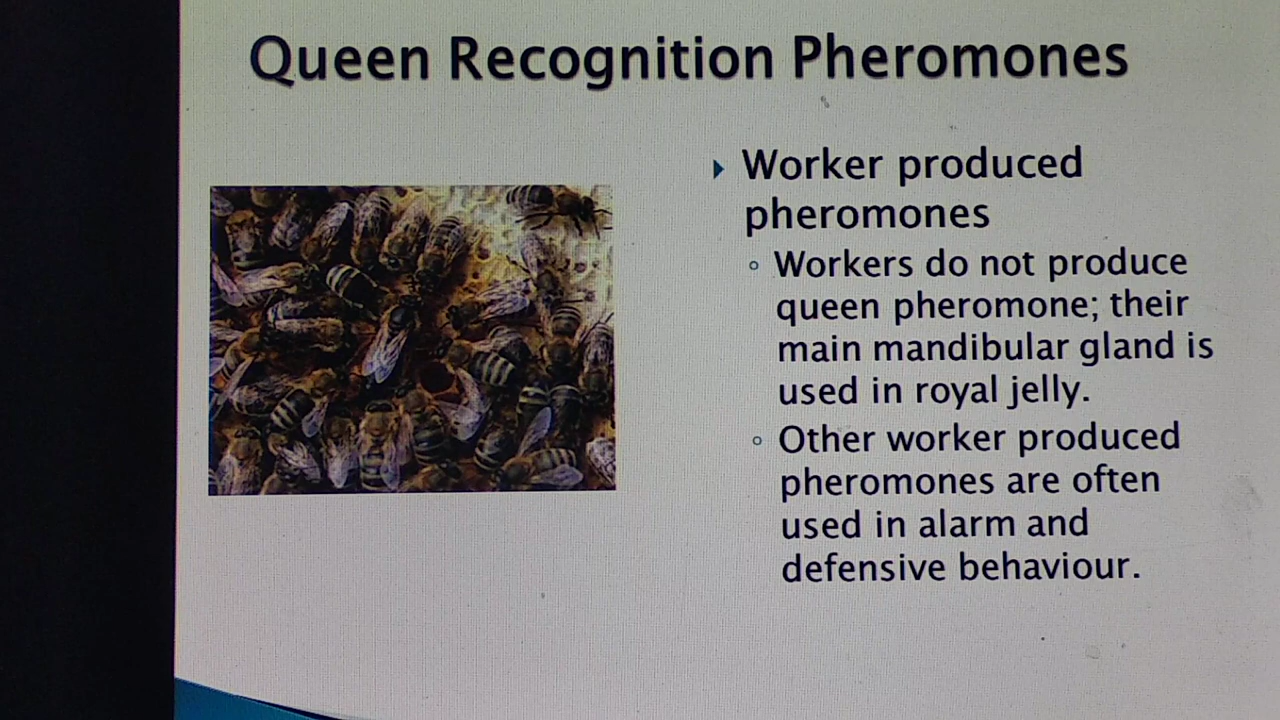 Queen Recognition Pheromones
Worker produced
pheromones
Workers do not produce
queen pheromone; their
main mandibular gland is
used in royal jelly.
Other worker produced
pheromones are often
used in alarm and
defensive behaviour.